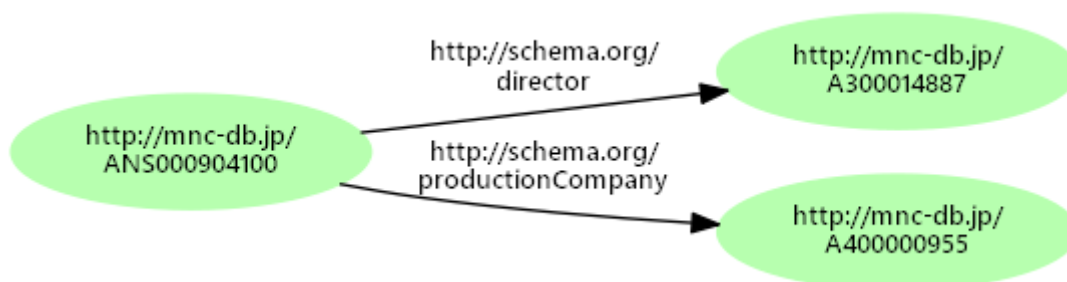 http://schema.org/
director
http://mnc-db.jp/
A300014887
http://mnc-db.jp/
ANS000904100
http://schema.org/
productionCompany
http://mnc-db.jp/
A400000955